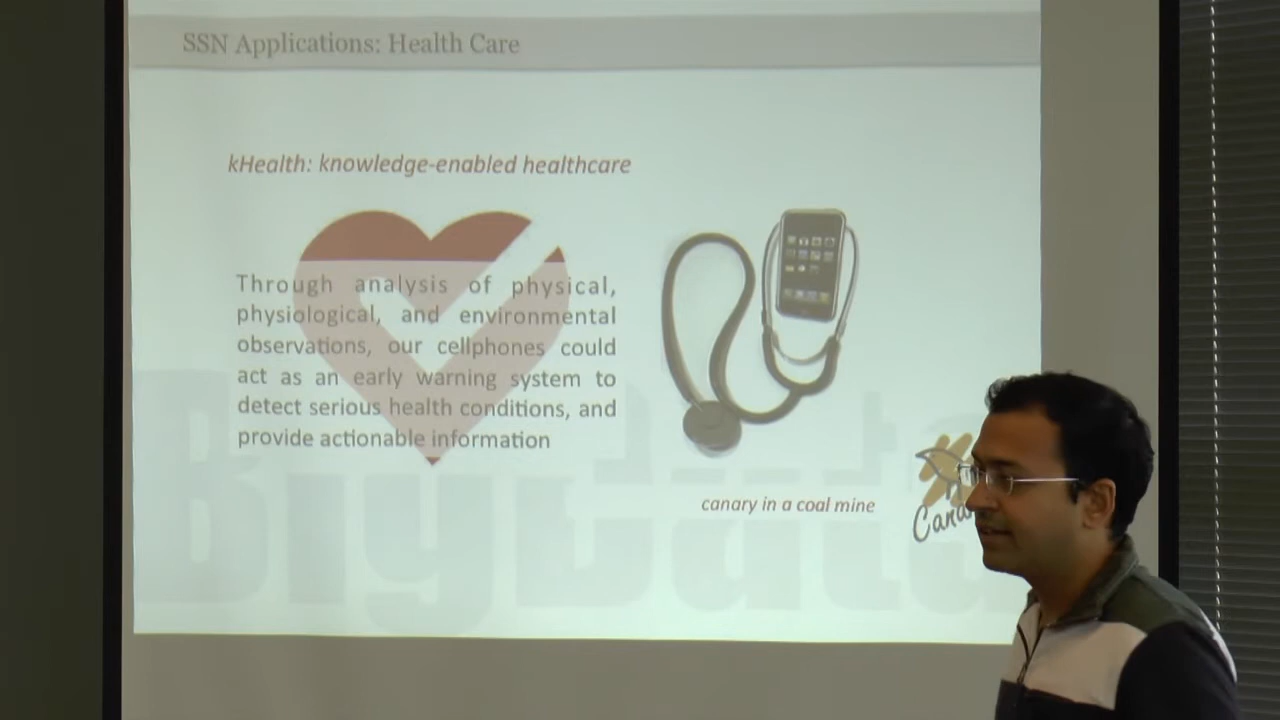 SSN Applications: Health Care
kHealth: knowledge-enabled healthcare
Through analysis of physical,
physiological, and environmental
observations, our cellphones could
act as an early warning system to
detect serious health conditions, and
provide actionable information
canary in a coal mine
BigData